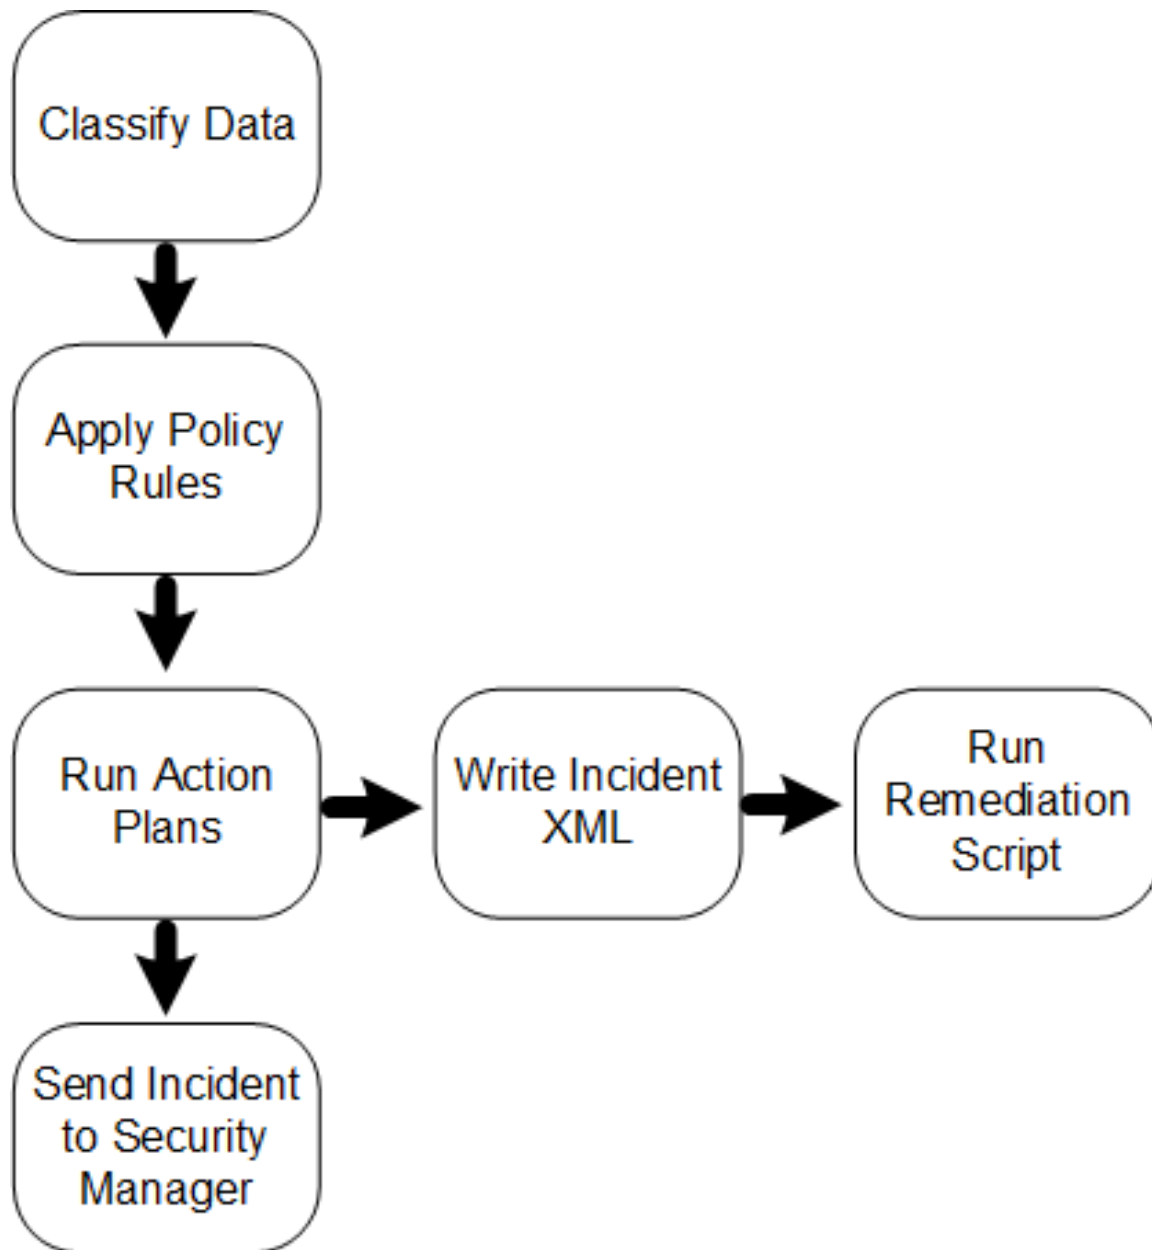 Classify Data
Apply Policy
Rules
Run Action
Plans
Write Incident
XML
Run
Remediation
Script
Send Incident
to Security
Manager